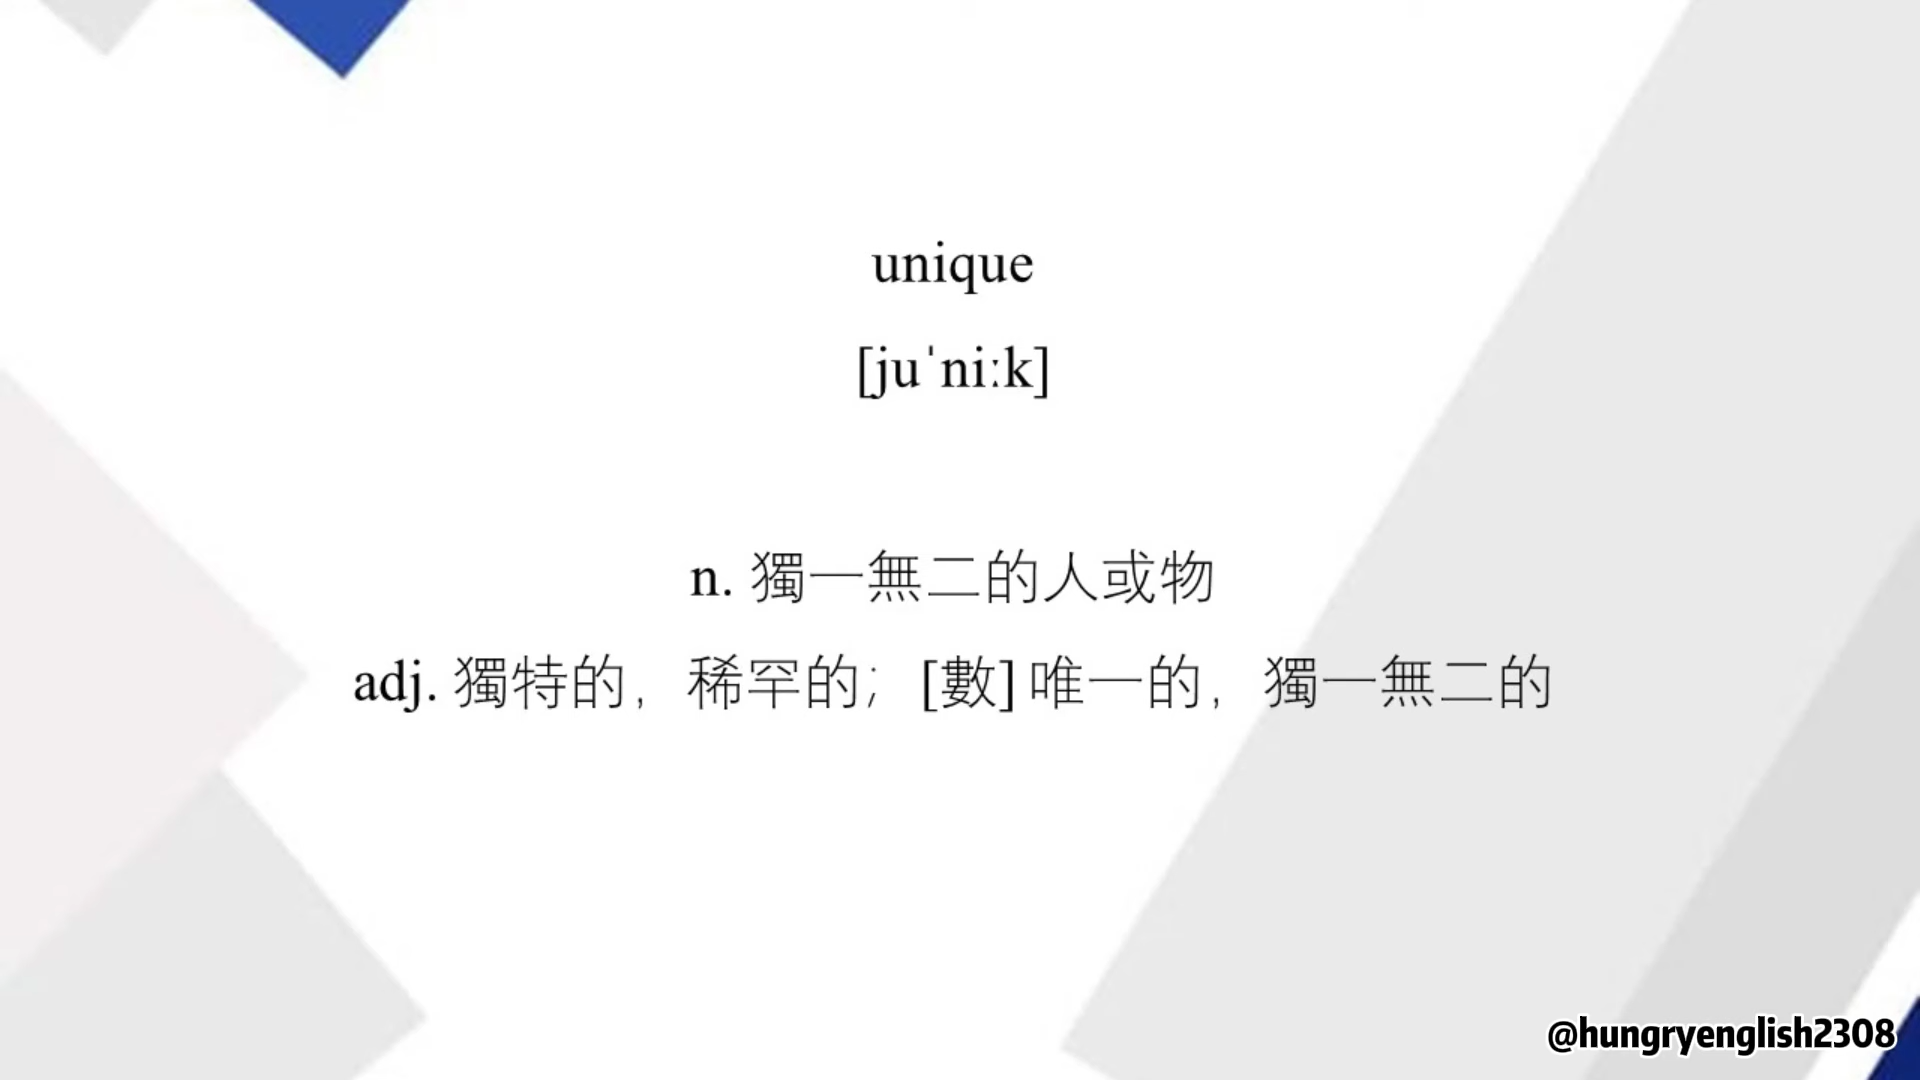 unique
[juˈniːk]
n. 獨一無二的人或物
adj. 獨特的，稀罕的；[數] 唯一的，獨一無二的
@hungryenglish2308